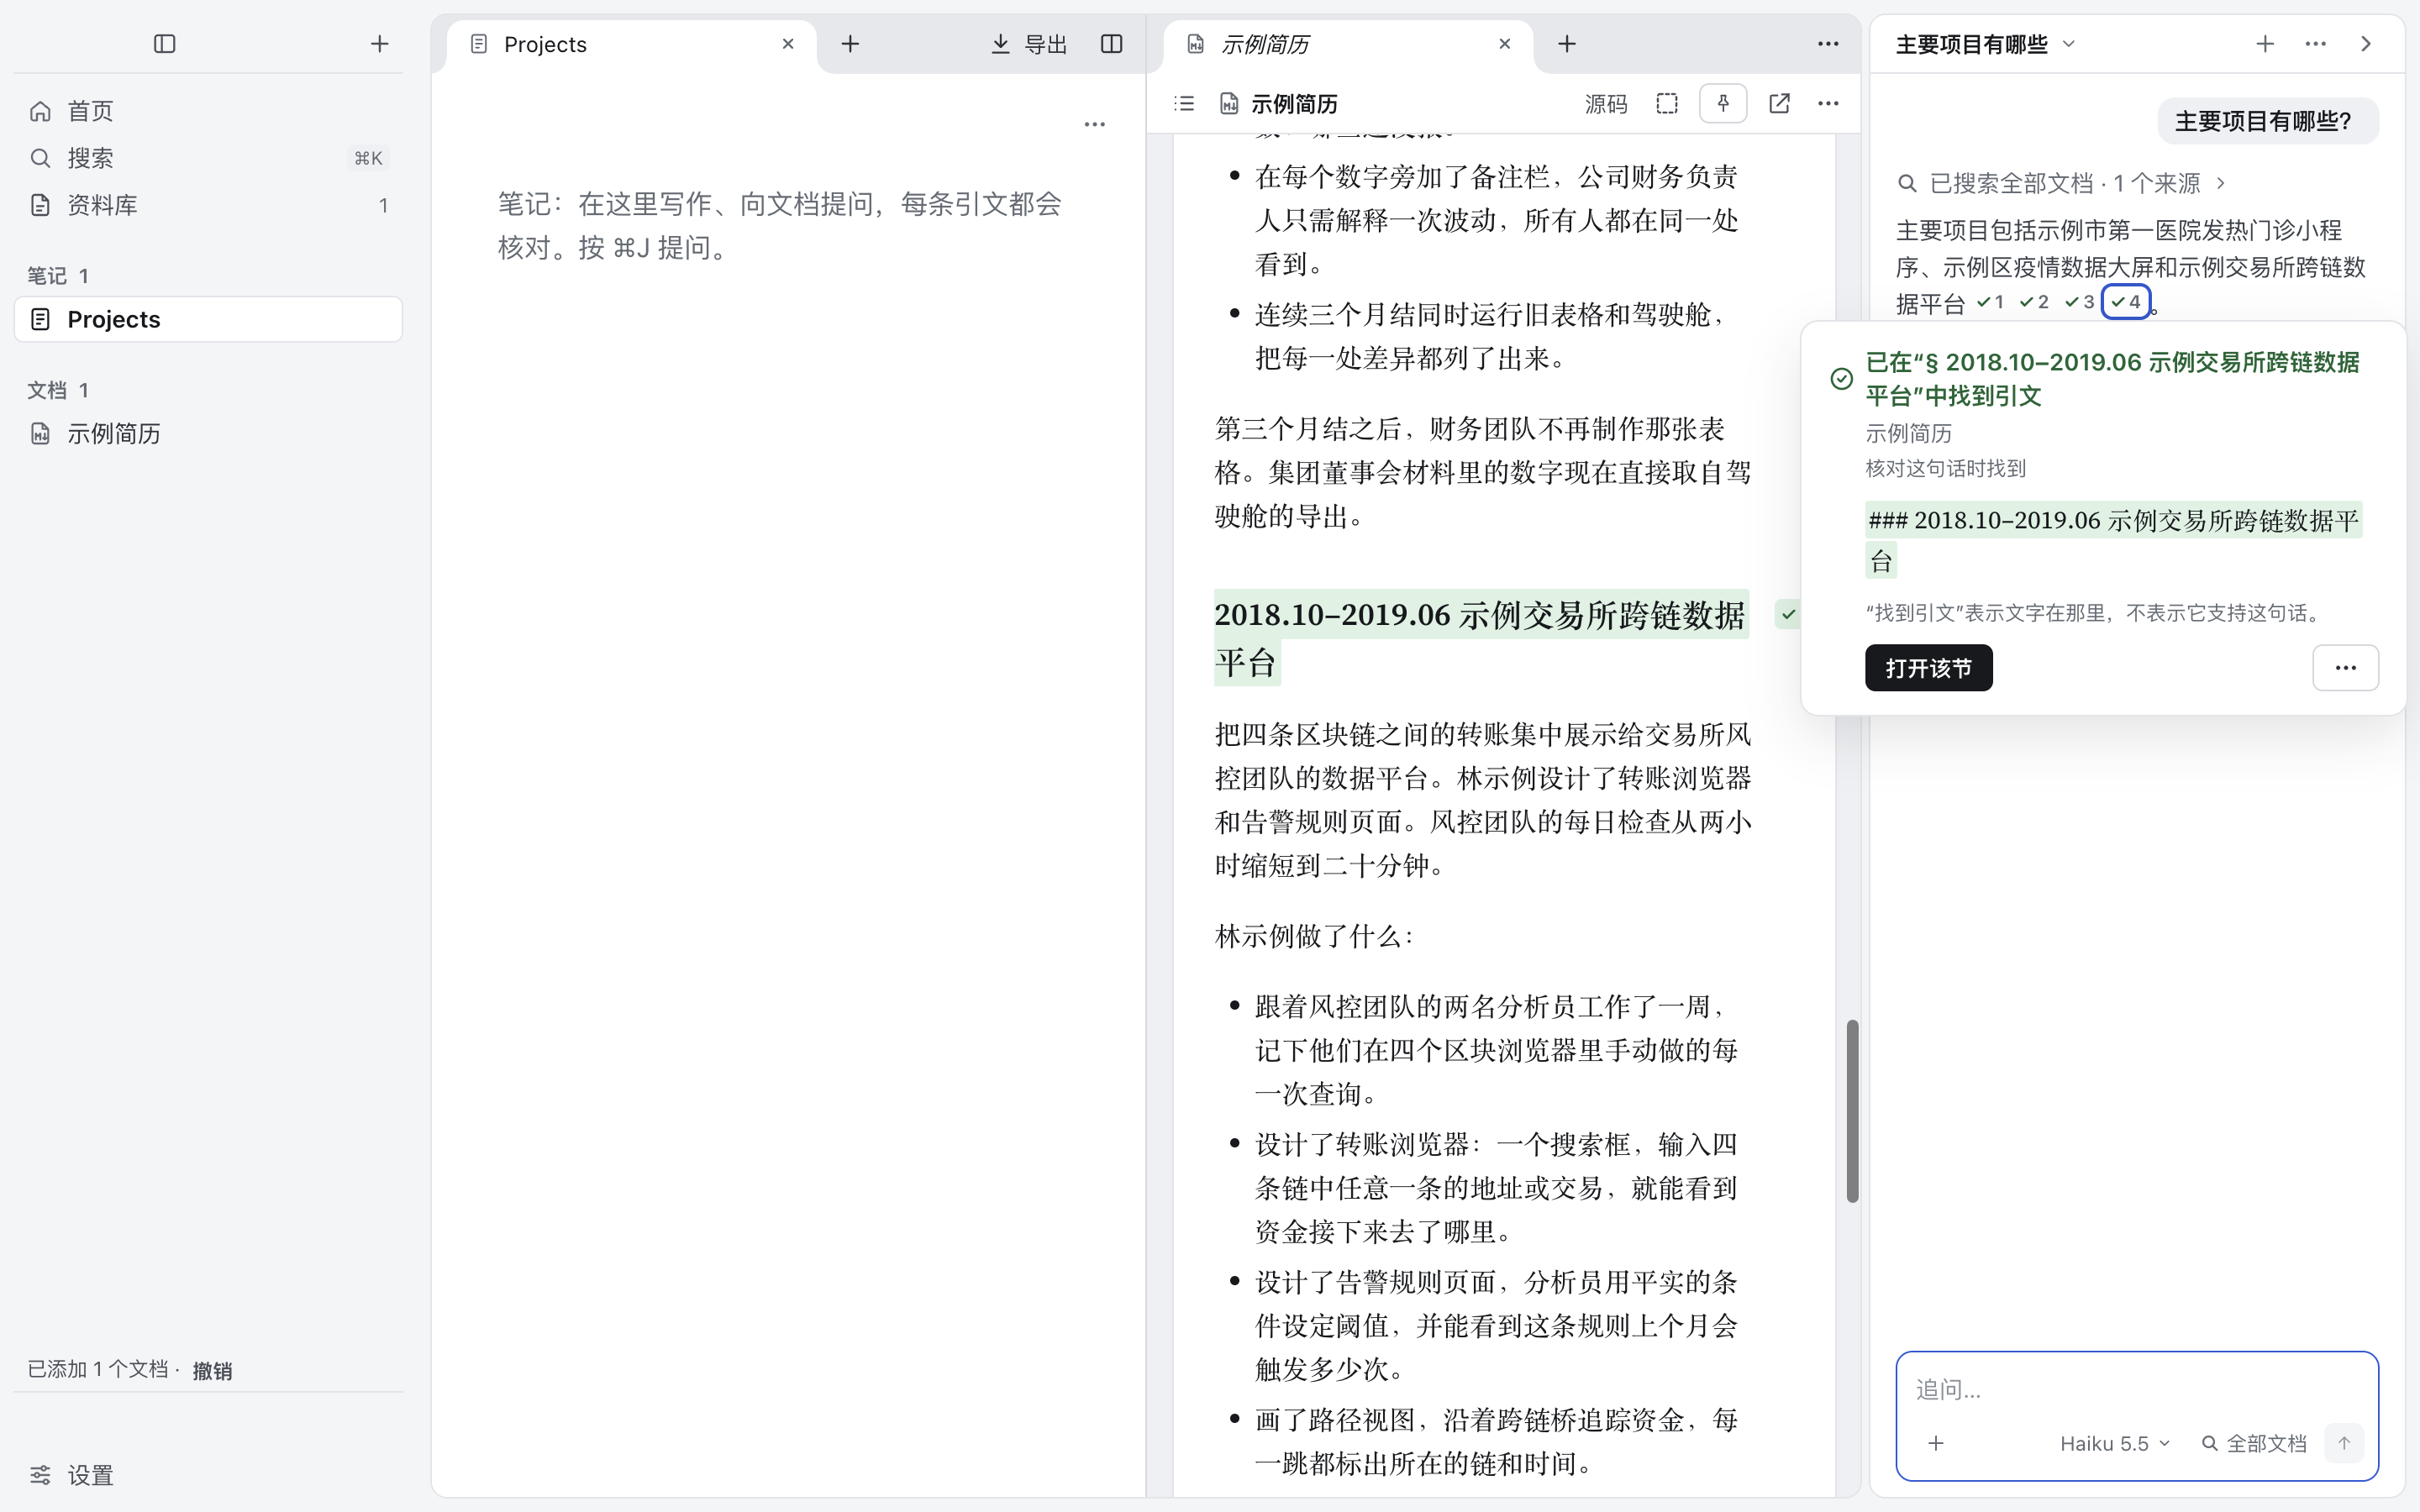 首页
搜索
⌘K
资料库
1
笔记 1
Projects
文档 1
示例简历
已添加 1 个文档 · 撤销
设置
Projects
导出
笔记：在这里写作、向文档提问，每条引文都会
核对。按 ⌘J 提问。
示例简历
示例简历
源码
在每个数字旁加了备注栏，公司财务负责
人只需解释一次波动，所有人都在同一处
看到。
连续三个月结同时运行旧表格和驾驶舱，
把每一处差异都列了出来。
第三个月结之后，财务团队不再制作那张表
格。集团董事会材料里的数字现在直接取自驾
驶舱的导出。
2018.10–2019.06 示例交易所跨链数据
平台
把四条区块链之间的转账集中展示给交易所风
控团队的数据平台。林示例设计了转账浏览器
和告警规则页面。风控团队的每日检查从两小
时缩短到二十分钟。
林示例做了什么：
跟着风控团队的两名分析员工作了一周，
记下他们在四个区块浏览器里手动做的每
一次查询。
设计了转账浏览器：一个搜索框，输入四
条链中任意一条的地址或交易，就能看到
资金接下来去了哪里。
设计了告警规则页面，分析员用平实的条
件设定阈值，并能看到这条规则上个月会
触发多少次。
画了路径视图，沿着跨链桥追踪资金，每
一跳都标出所在的链和时间。
主要项目有哪些
主要项目有哪些？
已搜索全部文档 · 1 个来源
主要项目包括示例市第一医院发热门诊小程
序、示例区疫情数据大屏和示例交易所跨链数
据平台 1 2 3 4。
已在“§ 2018.10–2019.06 示例交易所跨链数据
平台”中找到引文
示例简历
核对这句话时找到
### 2018.10–2019.06 示例交易所跨链数据平
台
“找到引文”表示文字在那里，不表示它支持这句话。
打开该节
追问...
Haiku 5.5
全部文档